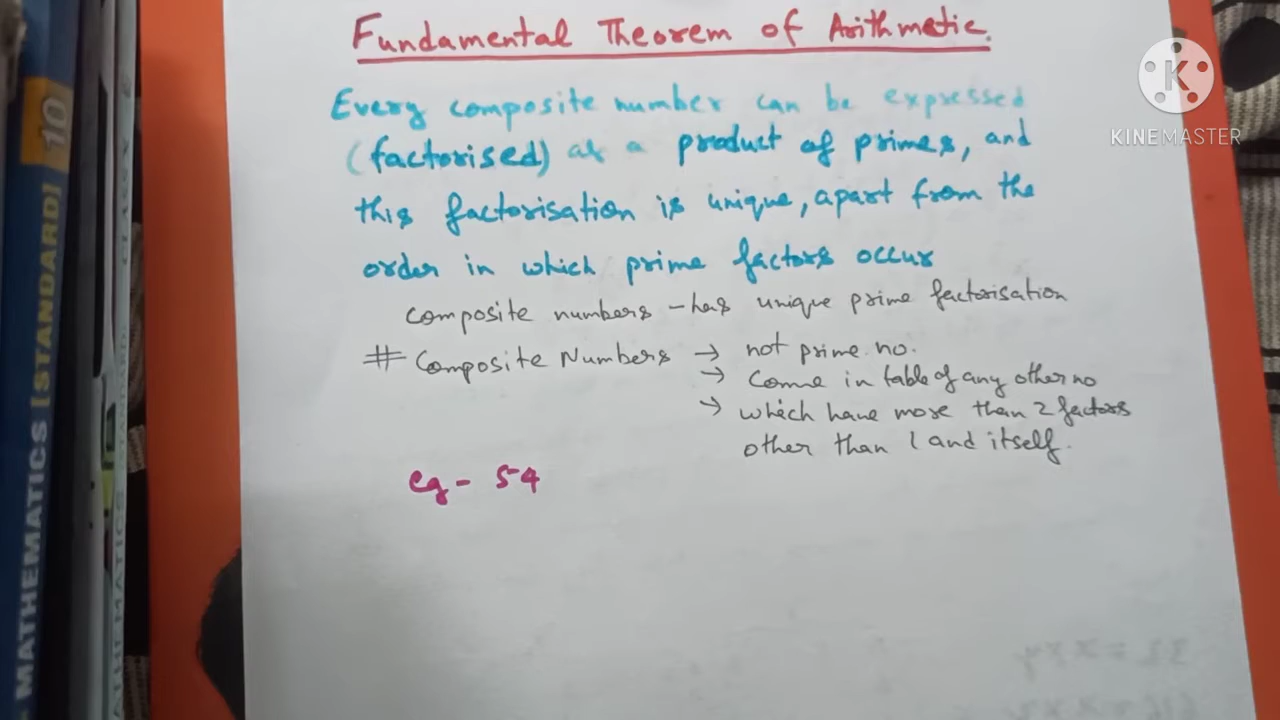 Fundamental Theorem of Arithmetic.
Every composite number can be expressed
(factorised) as a product of primes, and
this factorisation is unique, apart from the
order in which prime factors occur
Composite numbers - has unique prime factorisation
# Composite Numbers → not prime no.
→ Come in table of any other no
→ which have more than 2 factors
other than 1 and itself.
eg - 54
KINEMASTER
MATHEMATICS [STANDARD] 10